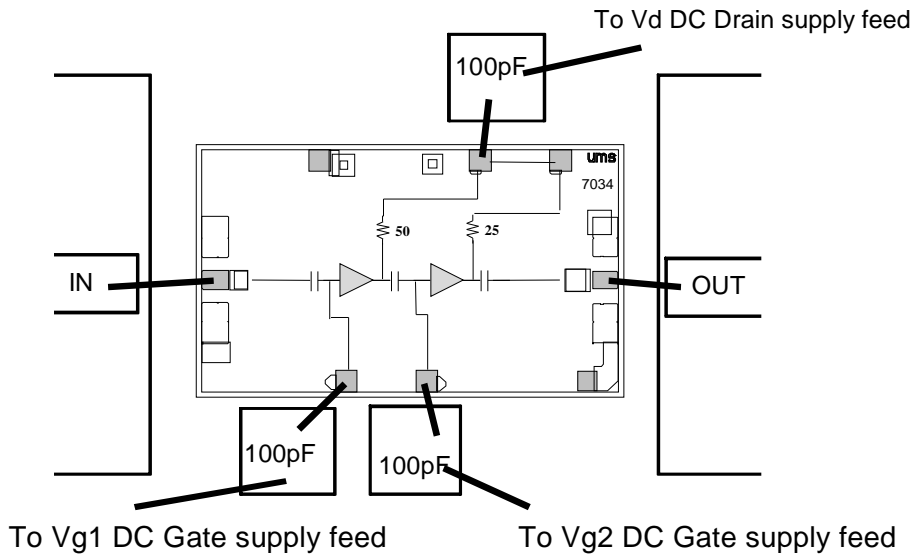 To Vd DC Drain supply feed
100pF
ums
7034
50
25
IN
OUT
100pF
100pF
To Vg1 DC Gate supply feed
To Vg2 DC Gate supply feed